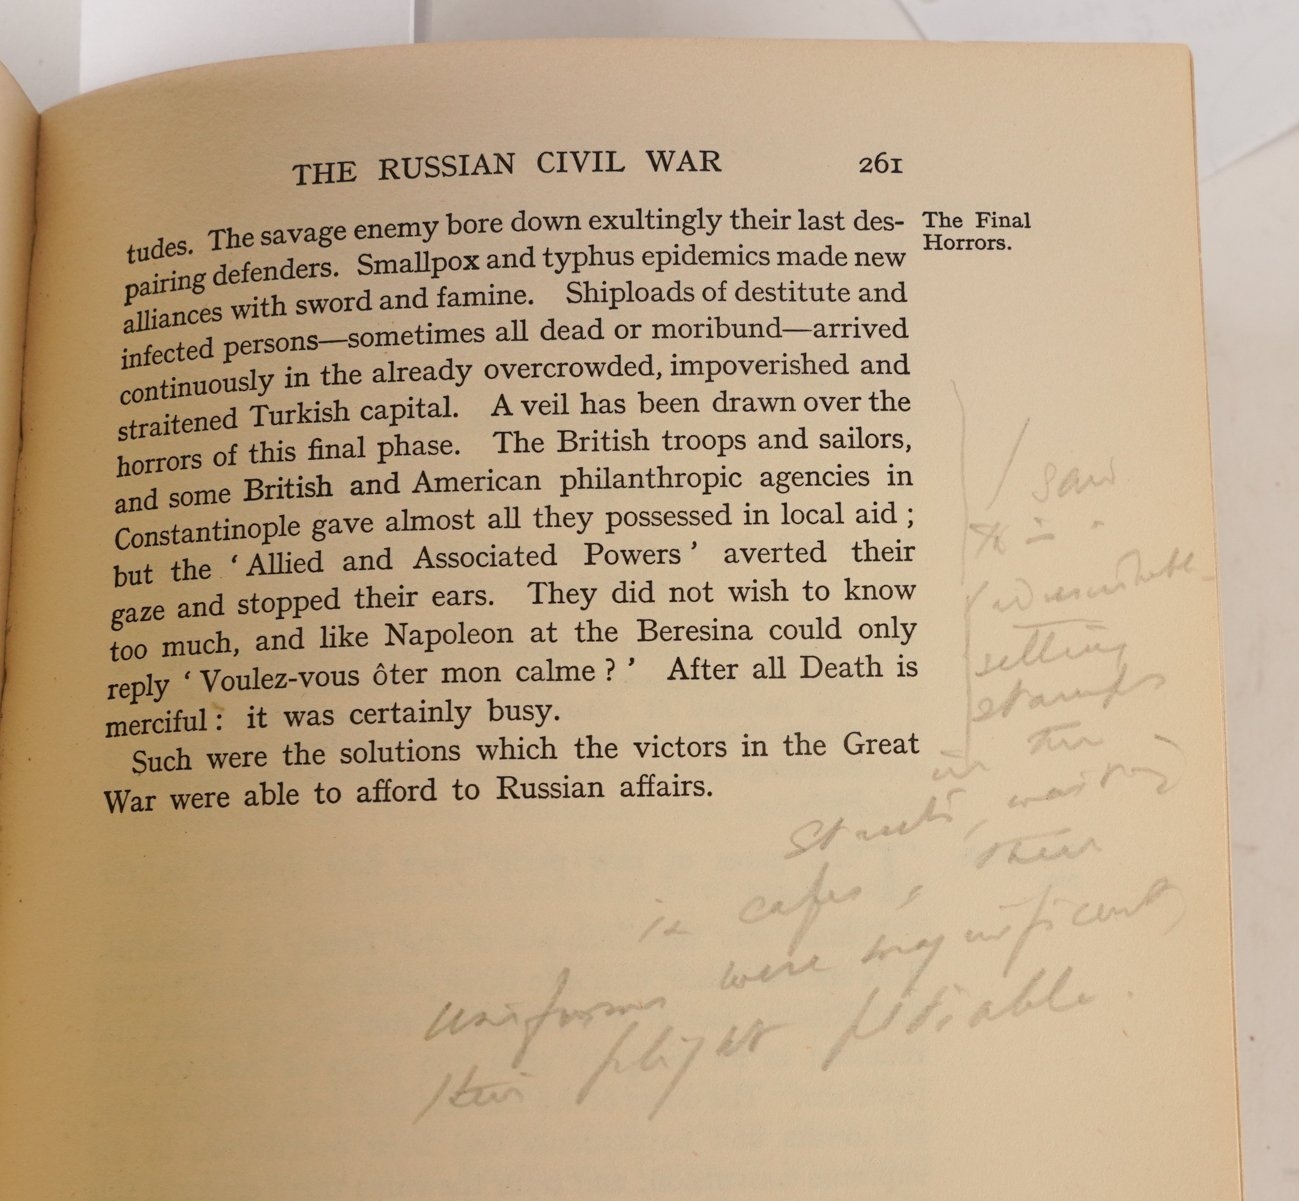 THE RUSSIAN CIVIL WAR 261
tudes. The savage enemy bore down exultingly their last des-
pairing defenders. Smallpox and typhus epidemics made new
alliances with sword and famine. Shiploads of destitute and
infected persons—sometimes all dead or moribund—arrived
continuously in the already overcrowded, impoverished and
straitened Turkish capital. A veil has been drawn over the
horrors of this final phase. The British troops and sailors,
and some British and American philanthropic agencies in
Constantinople gave almost all they possessed in local aid ;
but the ‘ Allied and Associated Powers ’ averted their
gaze and stopped their ears. They did not wish to know
too much, and like Napoleon at the Beresina could only
reply ‘ Voulez-vous ôter mon calme ? ’ After all Death is
merciful : it was certainly busy.
Such were the solutions which the victors in the Great
War were able to afford to Russian affairs.
The Final
Horrors.
I saw
selling
stamps
in the
streets, waiting
in cafes, their
uniforms were magnificent,
their plight pitiable.